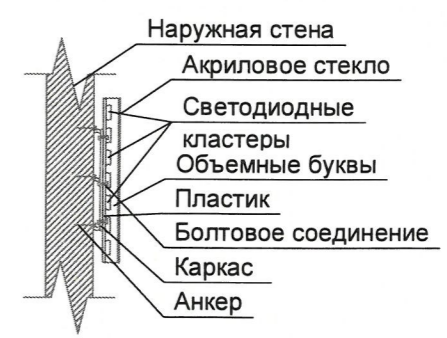 Наружная стена
Акриловое стекло
Светодиодные
кластеры
Объемные буквы
Пластик
Болтовое соединение
Каркас
Анкер